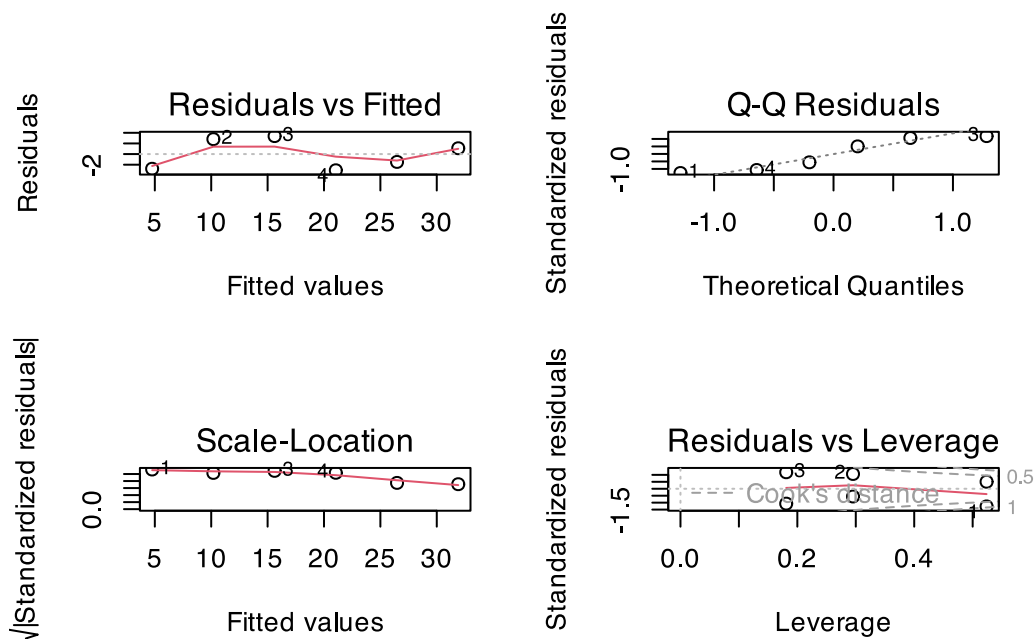 Residuals vs Fitted
Residuals
-2
2
3
4
5 10 15 20 25 30
Fitted values
Q-Q Residuals
Standardized residuals
-1.0
1
4
3
-1.0 0.0 1.0
Theoretical Quantiles
Scale-Location
√|Standardized residuals|
0.0
1
3
4
5 10 15 20 25 30
Fitted values
Residuals vs Leverage
Standardized residuals
-1.5
3
2
1
Cook's distance
0.5
1
0.0 0.2 0.4
Leverage